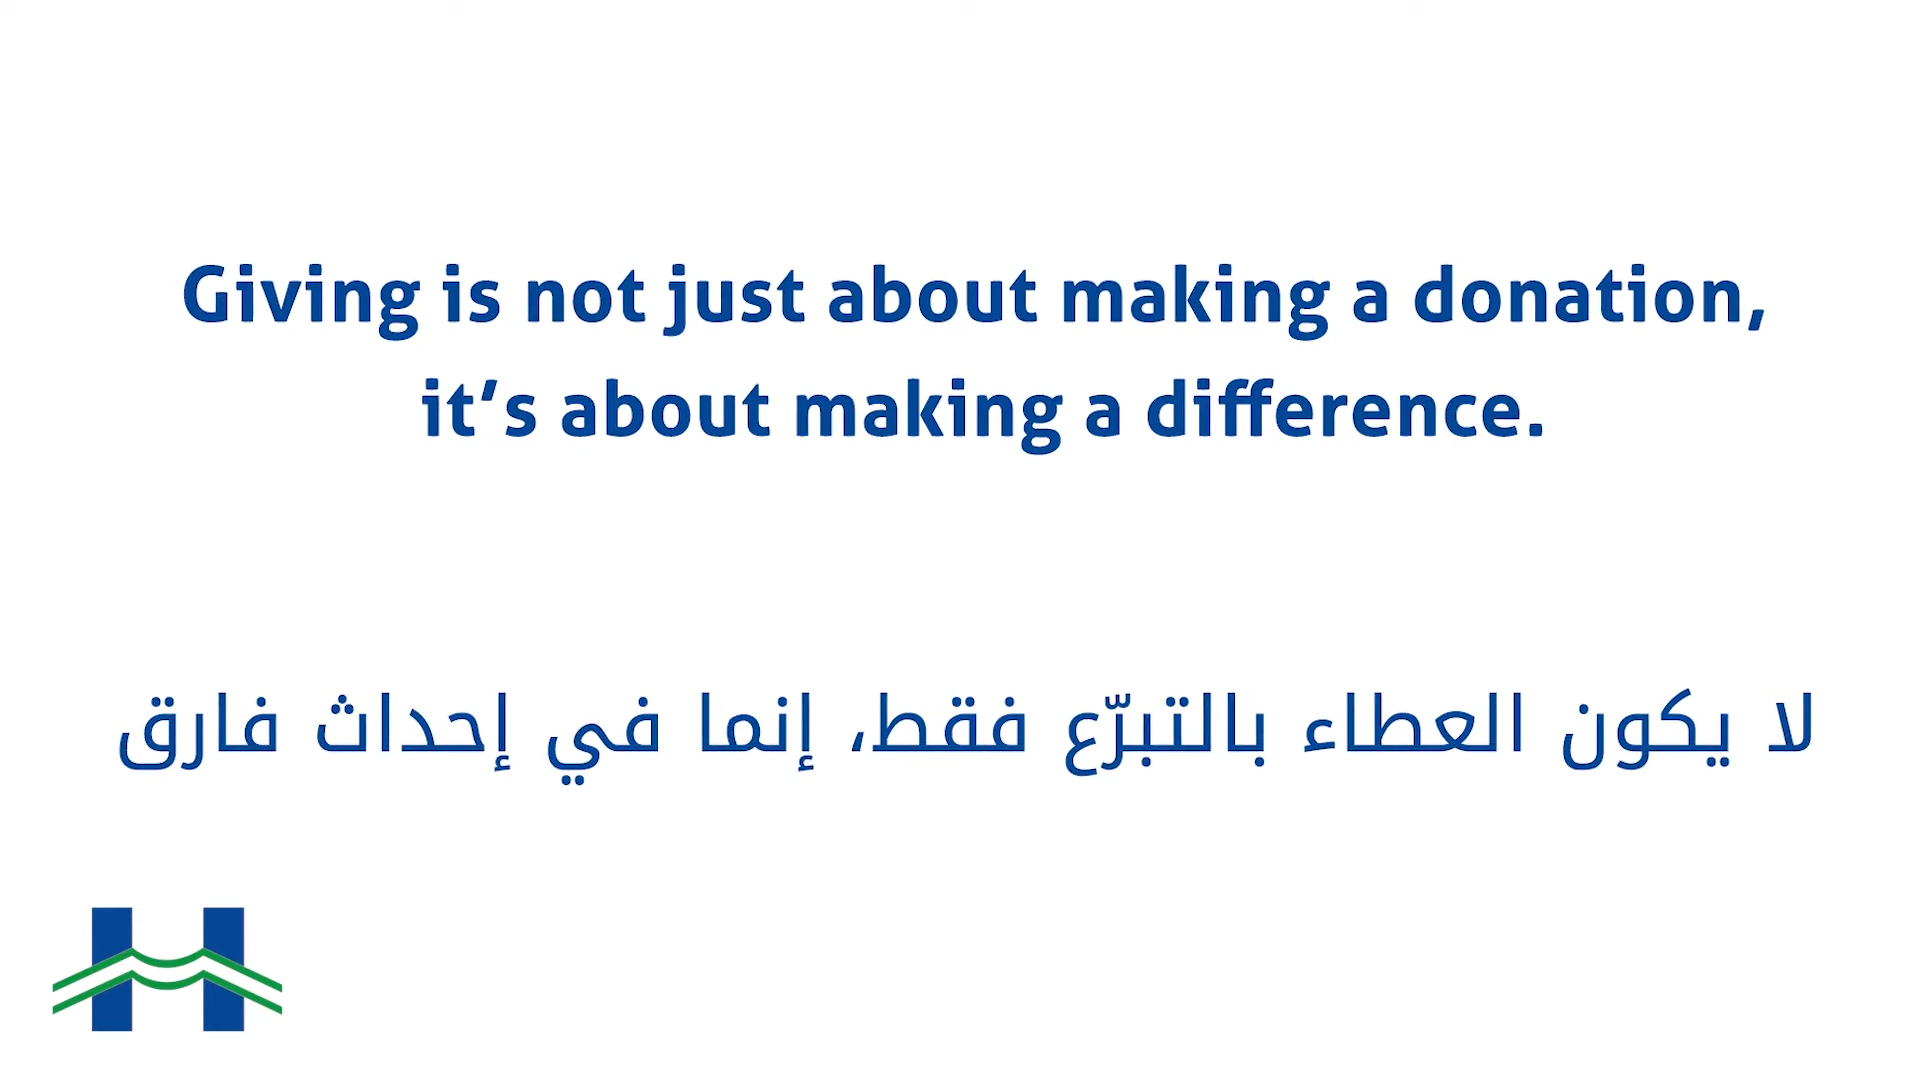 Giving is not just about making a donation,
it’s about making a difference.
لا يكون العطاء بالتبرّع فقط، إنما في إحداث فارق